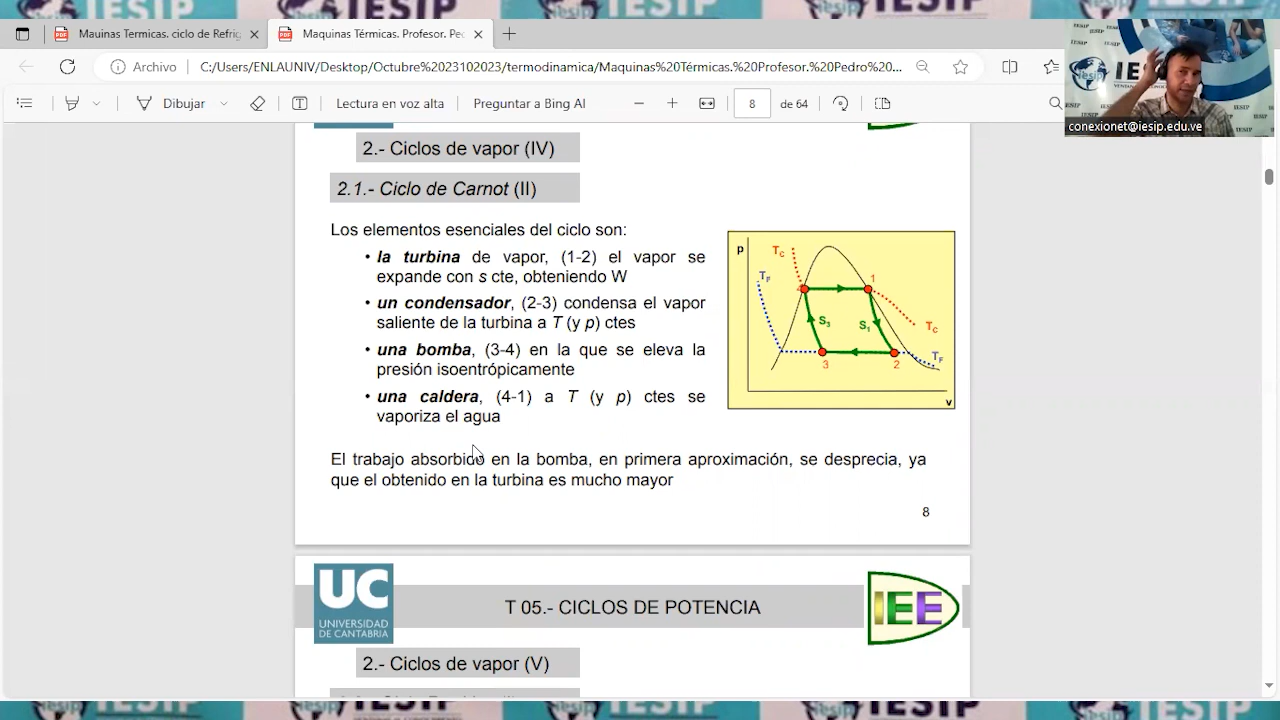 IESIP
Mauinas Termicas. ciclo de Refrig
Maquinas Térmicas. Profesor. Pec
Archivo
C:/Users/ENLAUNIV/Desktop/Octubre%2023102023/termodinamica/Maquinas%20Térmicas.%20Profesor.%20Pedro%20...
Dibujar
Lectura en voz alta
Preguntar a Bing AI
8 de 64
conexionet@iesip.edu.ve
2.- Ciclos de vapor (IV)
2.1.- Ciclo de Carnot (II)
Los elementos esenciales del ciclo son:
• la turbina de vapor, (1-2) el vapor se
expande con s cte, obteniendo W
• un condensador, (2-3) condensa el vapor
saliente de la turbina a T (y p) ctes
• una bomba, (3-4) en la que se eleva la
presión isoentrópicamente
• una caldera, (4-1) a T (y p) ctes se
vaporiza el agua
p
TC
TF
1
S3
S1
TC
TF
3
2
v
El trabajo absorbido en la bomba, en primera aproximación, se desprecia, ya
que el obtenido en la turbina es mucho mayor
8
UC
UNIVERSIDAD
DE CANTABRIA
T 05.- CICLOS DE POTENCIA
IEE
2.- Ciclos de vapor (V)
IESIP